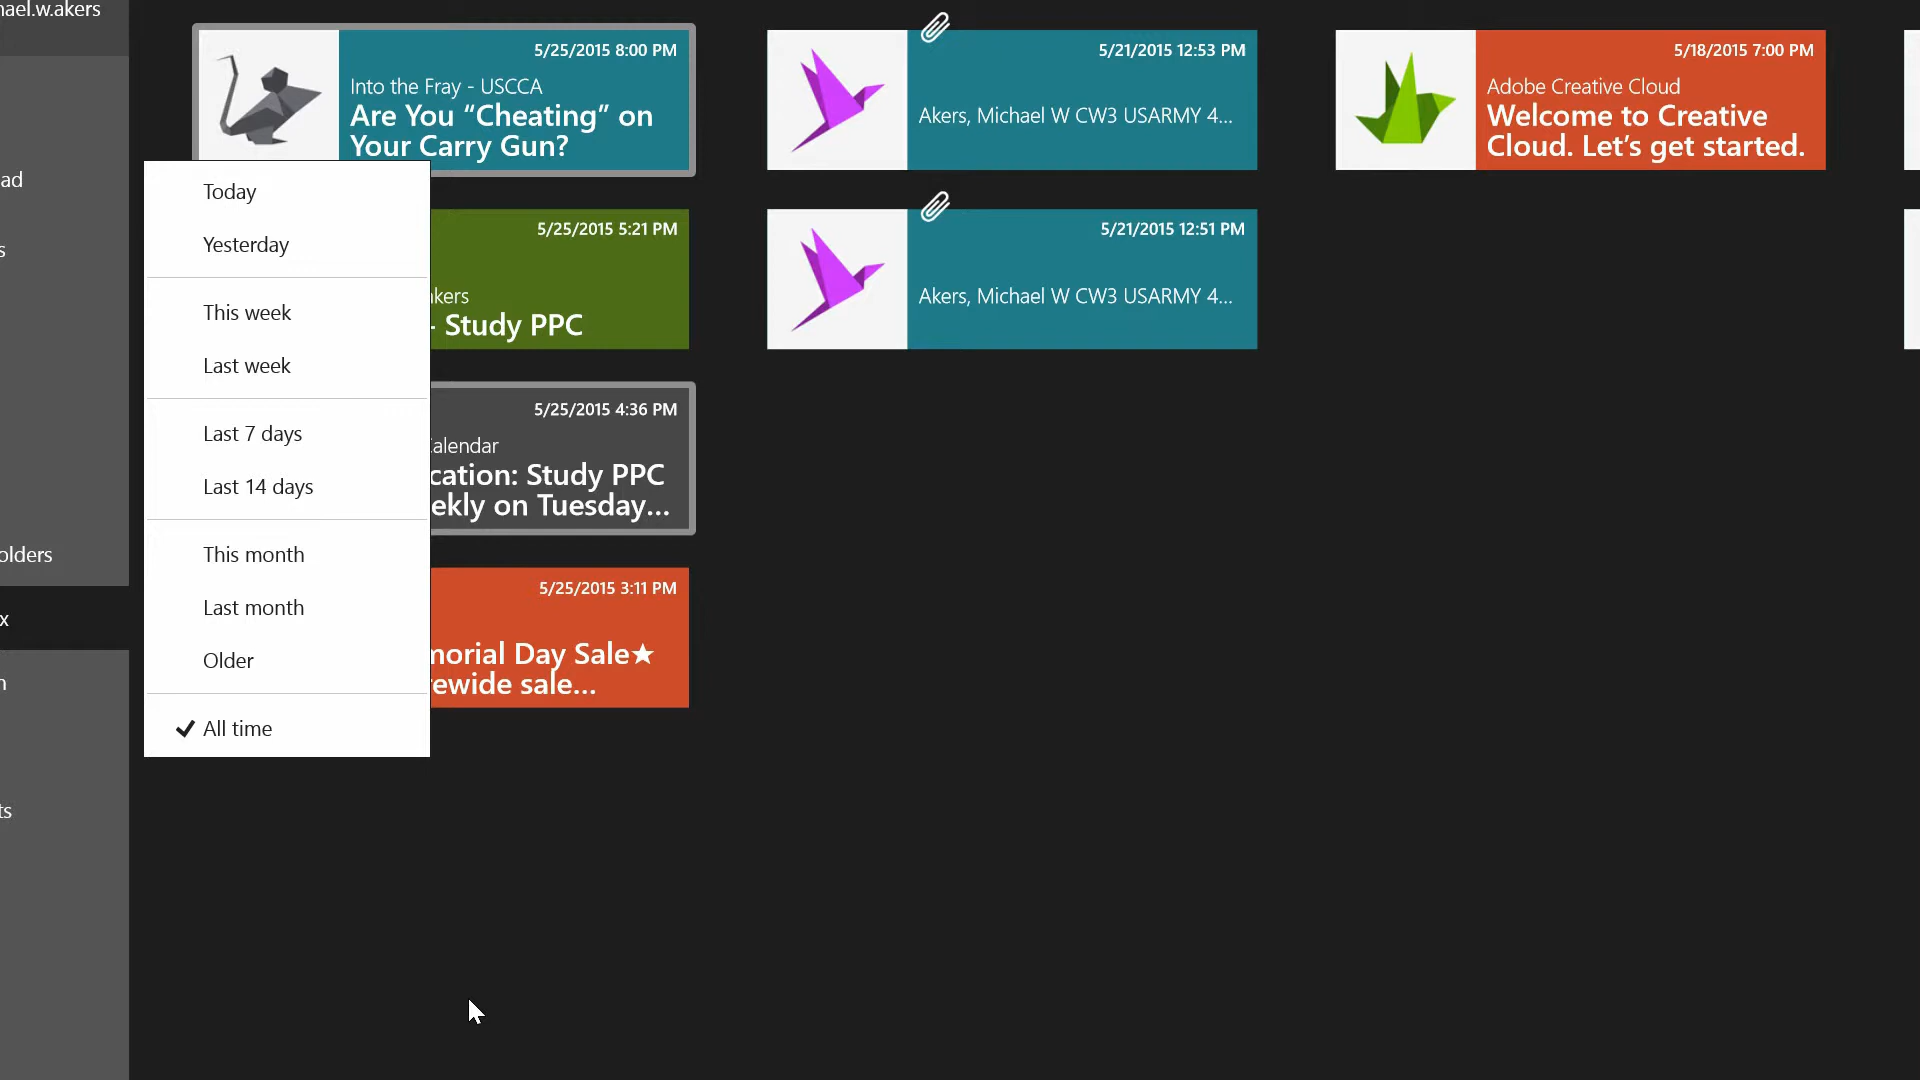 hael.w.akers
ad
s
olders
x
n
ts
5/25/2015 8:00 PM
Into the Fray - USCCA
Are You “Cheating” on
Your Carry Gun?
Today
Yesterday
This week
Last week
Last 7 days
Last 14 days
This month
Last month
Older
All time
5/25/2015 5:21 PM
akers
- Study PPC
5/25/2015 4:36 PM
Calendar
cation: Study PPC
ekly on Tuesday...
5/25/2015 3:11 PM
morial Day Sale★
rewide sale...
5/21/2015 12:53 PM
Akers, Michael W CW3 USARMY 4...
5/21/2015 12:51 PM
Akers, Michael W CW3 USARMY 4...
5/18/2015 7:00 PM
Adobe Creative Cloud
Welcome to Creative
Cloud. Let’s get started.